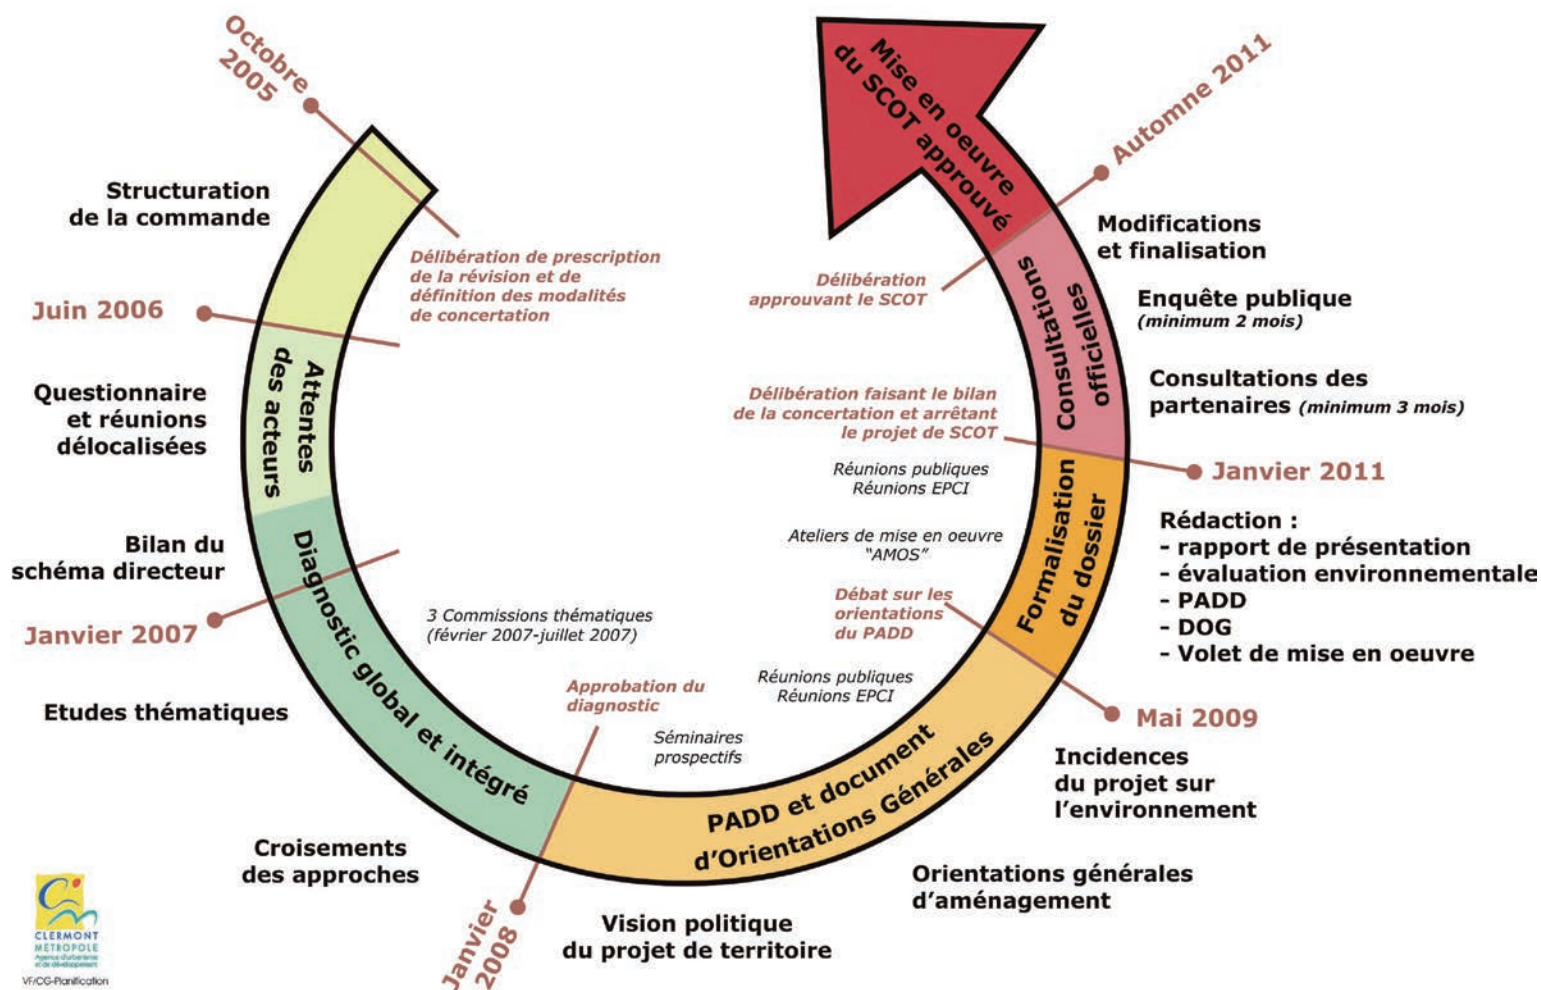 Octobre
2005
Structuration
de la commande
Délibération de prescription
de la révision et de
définition des modalités
de concertation
Juin 2006
Attentes
des acteurs
Questionnaire
et réunions
délocalisées
Bilan du
schéma directeur
Janvier 2007
Diagnostic global et intégré
3 Commissions thématiques
(février 2007-juillet 2007)
Etudes thématiques
Croisements
des approches
Approbation du
diagnostic
Janvier
2008
Séminaires
prospectifs
PADD et document
d'Orientations Générales
Vision politique
du projet de territoire
Réunions publiques
Réunions EPCI
Orientations générales
d'aménagement
Incidences
du projet sur
l'environnement
Débat sur les
orientations
du PADD
Mai 2009
Formalisation
du dossier
Ateliers de mise en oeuvre
"AMOS"
Réunions publiques
Réunions EPCI
Rédaction :
- rapport de présentation
- évaluation environnementale
- PADD
- DOG
- Volet de mise en oeuvre
Délibération faisant le bilan
de la concertation et arrêtant
le projet de SCOT
Janvier 2011
Consultations
officielles
Consultations des
partenaires (minimum 3 mois)
Enquête publique
(minimum 2 mois)
Modifications
et finalisation
Délibération
approuvant le SCOT
Automne 2011
Mise en oeuvre
du SCOT approuvé
CLERMONT
METROPOLE
Agence d'urbanisme
et de développement
VF/CG-Planification